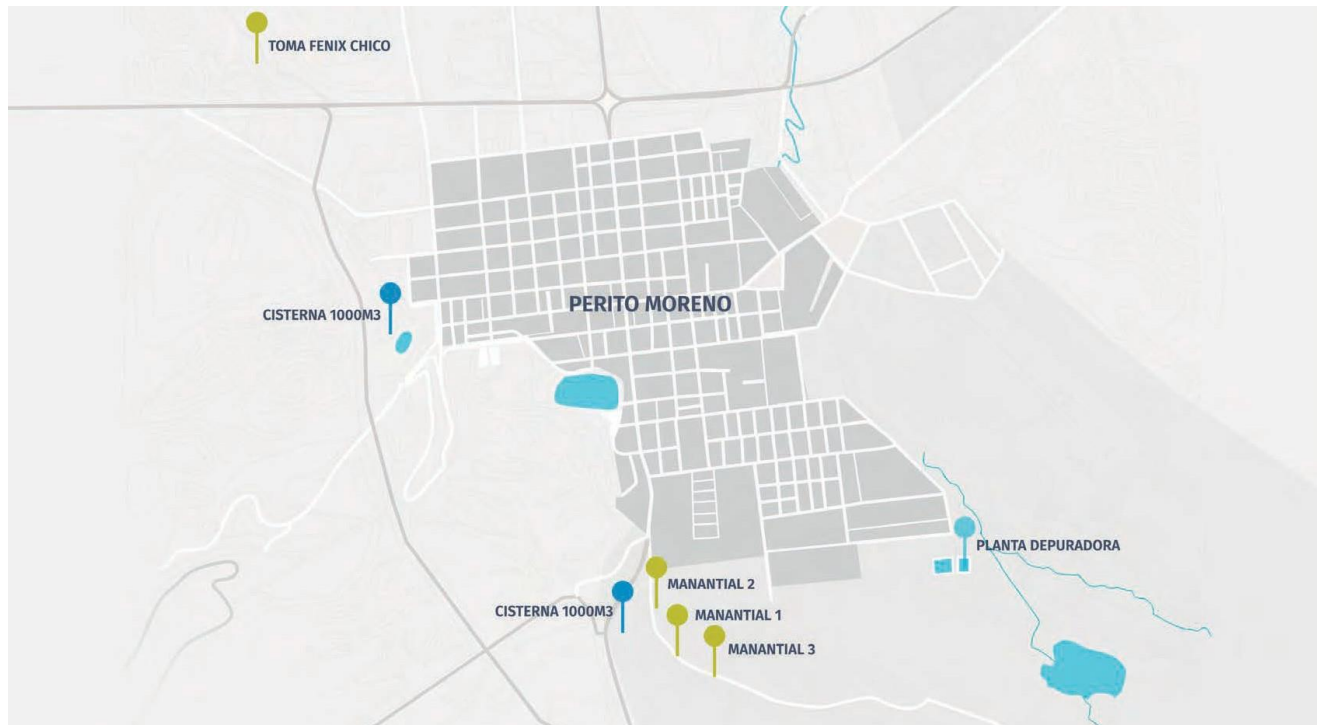 TOMA FENIX CHICO
PERITO MORENO
CISTERNA 1000M3
PLANTA DEPURADORA
MANANTIAL 2
CISTERNA 1000M3
MANANTIAL 1
MANANTIAL 3